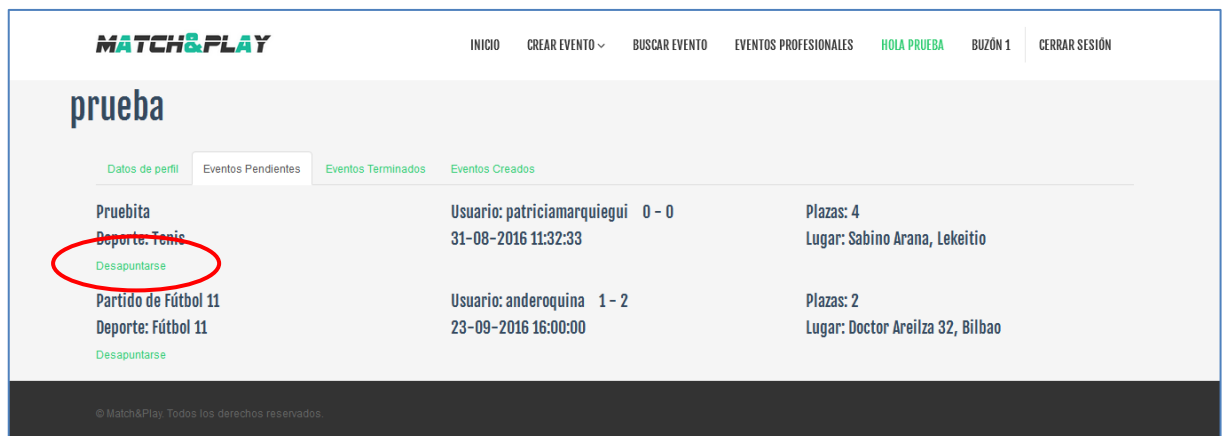 MATCH&PLAY INICIO CREAR EVENTO BUSCAR EVENTO EVENTOS PROFESIONALES HOLA PRUEBA BUZÓN 1 CERRAR SESIÓN
prueba
Datos de perfil Eventos Pendientes Eventos Terminados Eventos Creados
Pruebita Usuario: patriciamarquiegui 0 - 0 Plazas: 4
Deporte: Tenis 31-08-2016 11:32:33 Lugar: Sabino Arana, Lekeitio
Desapuntarse
Partido de Fútbol 11 Usuario: anderoquina 1 - 2 Plazas: 2
Deporte: Fútbol 11 23-09-2016 16:00:00 Lugar: Doctor Areilza 32, Bilbao
Desapuntarse
© Match&Play. Todos los derechos reservados.